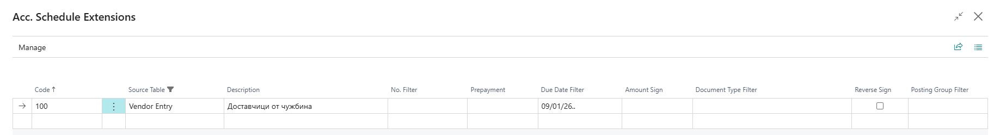 Acc. Schedule Extensions
Manage
Code Source Table Description No. Filter Prepayment Due Date Filter Amount Sign Document Type Filter Reverse Sign Posting Group Filter
100 Vendor Entry Доставчици от чужбина 09/01/26..